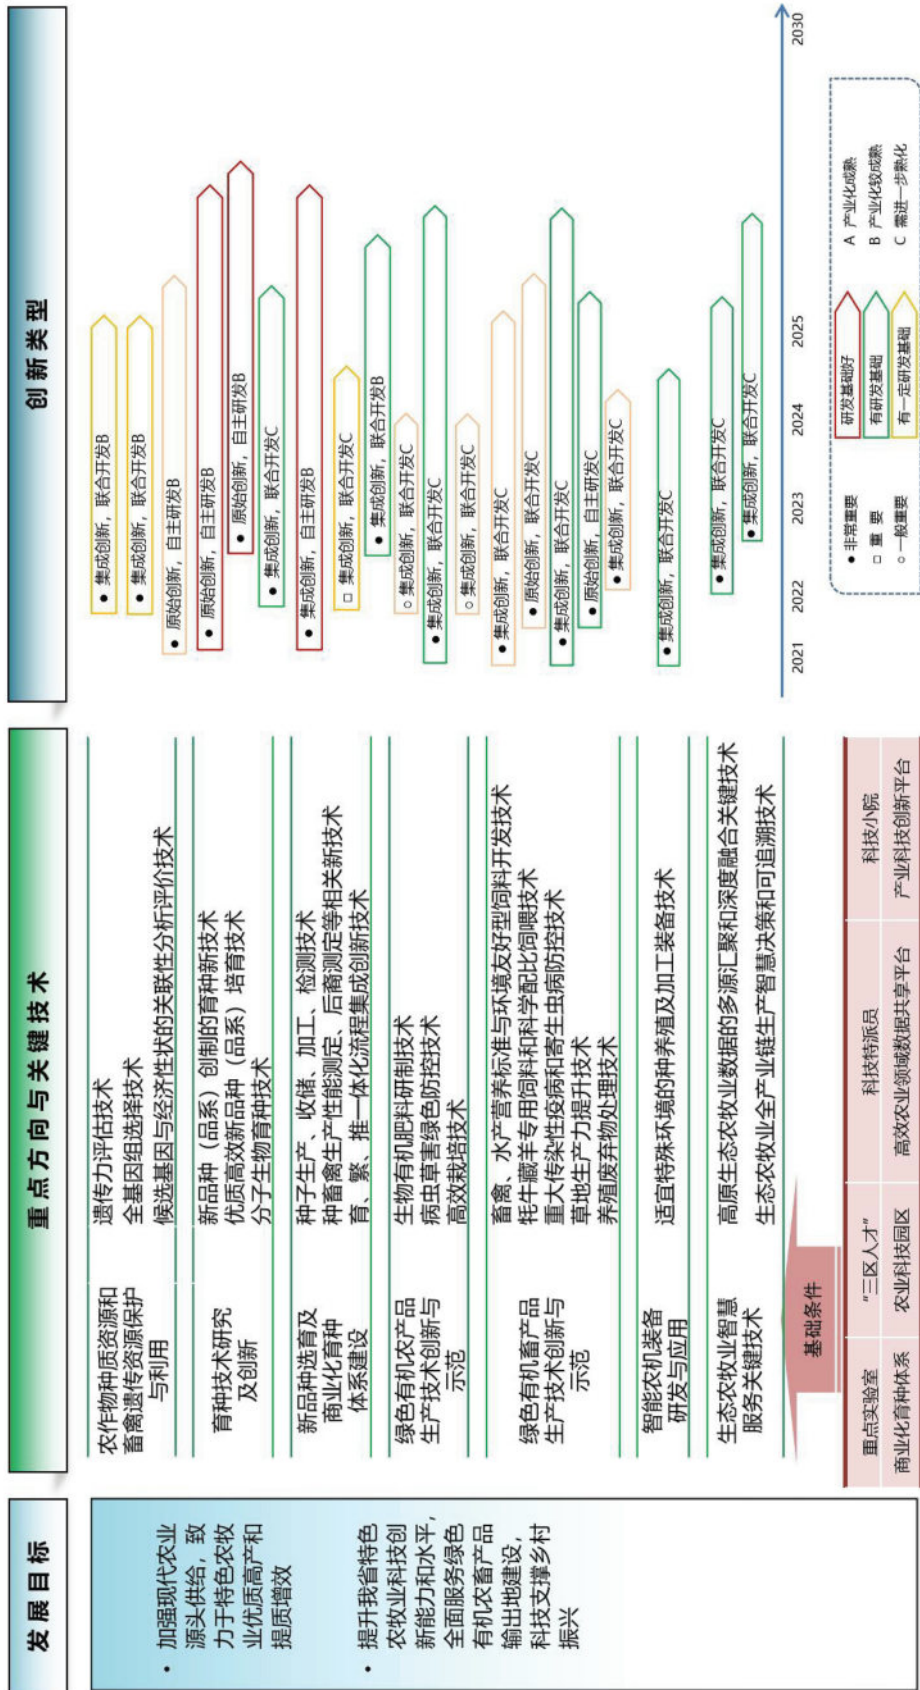 发展目标
• 加强现代农业
源头供给，致
力于特色农牧
业优质高产和
提质增效
• 提升我省特色
农牧业科技创
新能力和水平，
全面服务绿色
有机农畜产品
输出地建设，
科技支撑乡村
振兴
重点方向与关键技术
农作物种质资源和
畜禽遗传资源保护
与利用
遗传力评估技术
全基因组选择技术
候选基因与经济性状的关联性分析评价技术
育种技术研究
及创新
新品种（品系）创制的育种新技术
优质高效新品种（品系）培育技术
分子生物育种技术
新品种选育及
商业化育种
体系建设
种子生产、收储、加工、检测技术
种畜禽生产性能测定、后裔测定等相关新技术
育、繁、推一体化流程集成创新技术
绿色有机农产品
生产技术创新与
示范
生物有机肥料研制技术
病虫草害绿色防控技术
高效栽培技术
绿色有机畜产品
生产技术创新与
示范
畜禽、水产营养标准与环境友好型饲料开发技术
牦牛藏羊专用饲料和科学配比饲喂技术
重大传染性疫病和寄生虫病防控技术
草地生产力提升技术
养殖废弃物处理技术
智能农机装备
研发与应用
适宜特殊环境的种养殖及加工装备技术
生态农牧业智慧
服务关键技术
高原生态农牧业数据的多源汇聚和深度融合关键技术
生态农牧业全产业链生产智慧决策和可追溯技术
基础条件
重点实验室 “三区人才” 科技特派员 科技小院
商业化育种体系 农业科技园区 高效农业领域数据共享平台 产业科技创新平台
创新类型
● 集成创新，联合开发B
● 集成创新，联合开发B
● 原始创新，自主研发B
● 原始创新，自主研发B
● 原始创新，自主研发B
● 集成创新，联合开发C
● 集成创新，自主研发B
□ 集成创新，联合开发C
● 集成创新，联合开发B
○ 集成创新，联合开发C
● 集成创新，联合开发C
○ 集成创新，联合开发C
● 集成创新，联合开发C
● 原始创新，联合开发C
● 集成创新，联合开发C
● 原始创新，自主研发C
● 集成创新，联合开发C
● 集成创新，联合开发C
● 集成创新，联合开发C
● 集成创新，联合开发C
2021 2022 2023 2024 2025 2030
● 非常重要 研发基础好 A 产业化成熟
□ 重 要 有研发基础 B 产业化较成熟
○ 一般重要 有一定研发基础 C 需进一步熟化